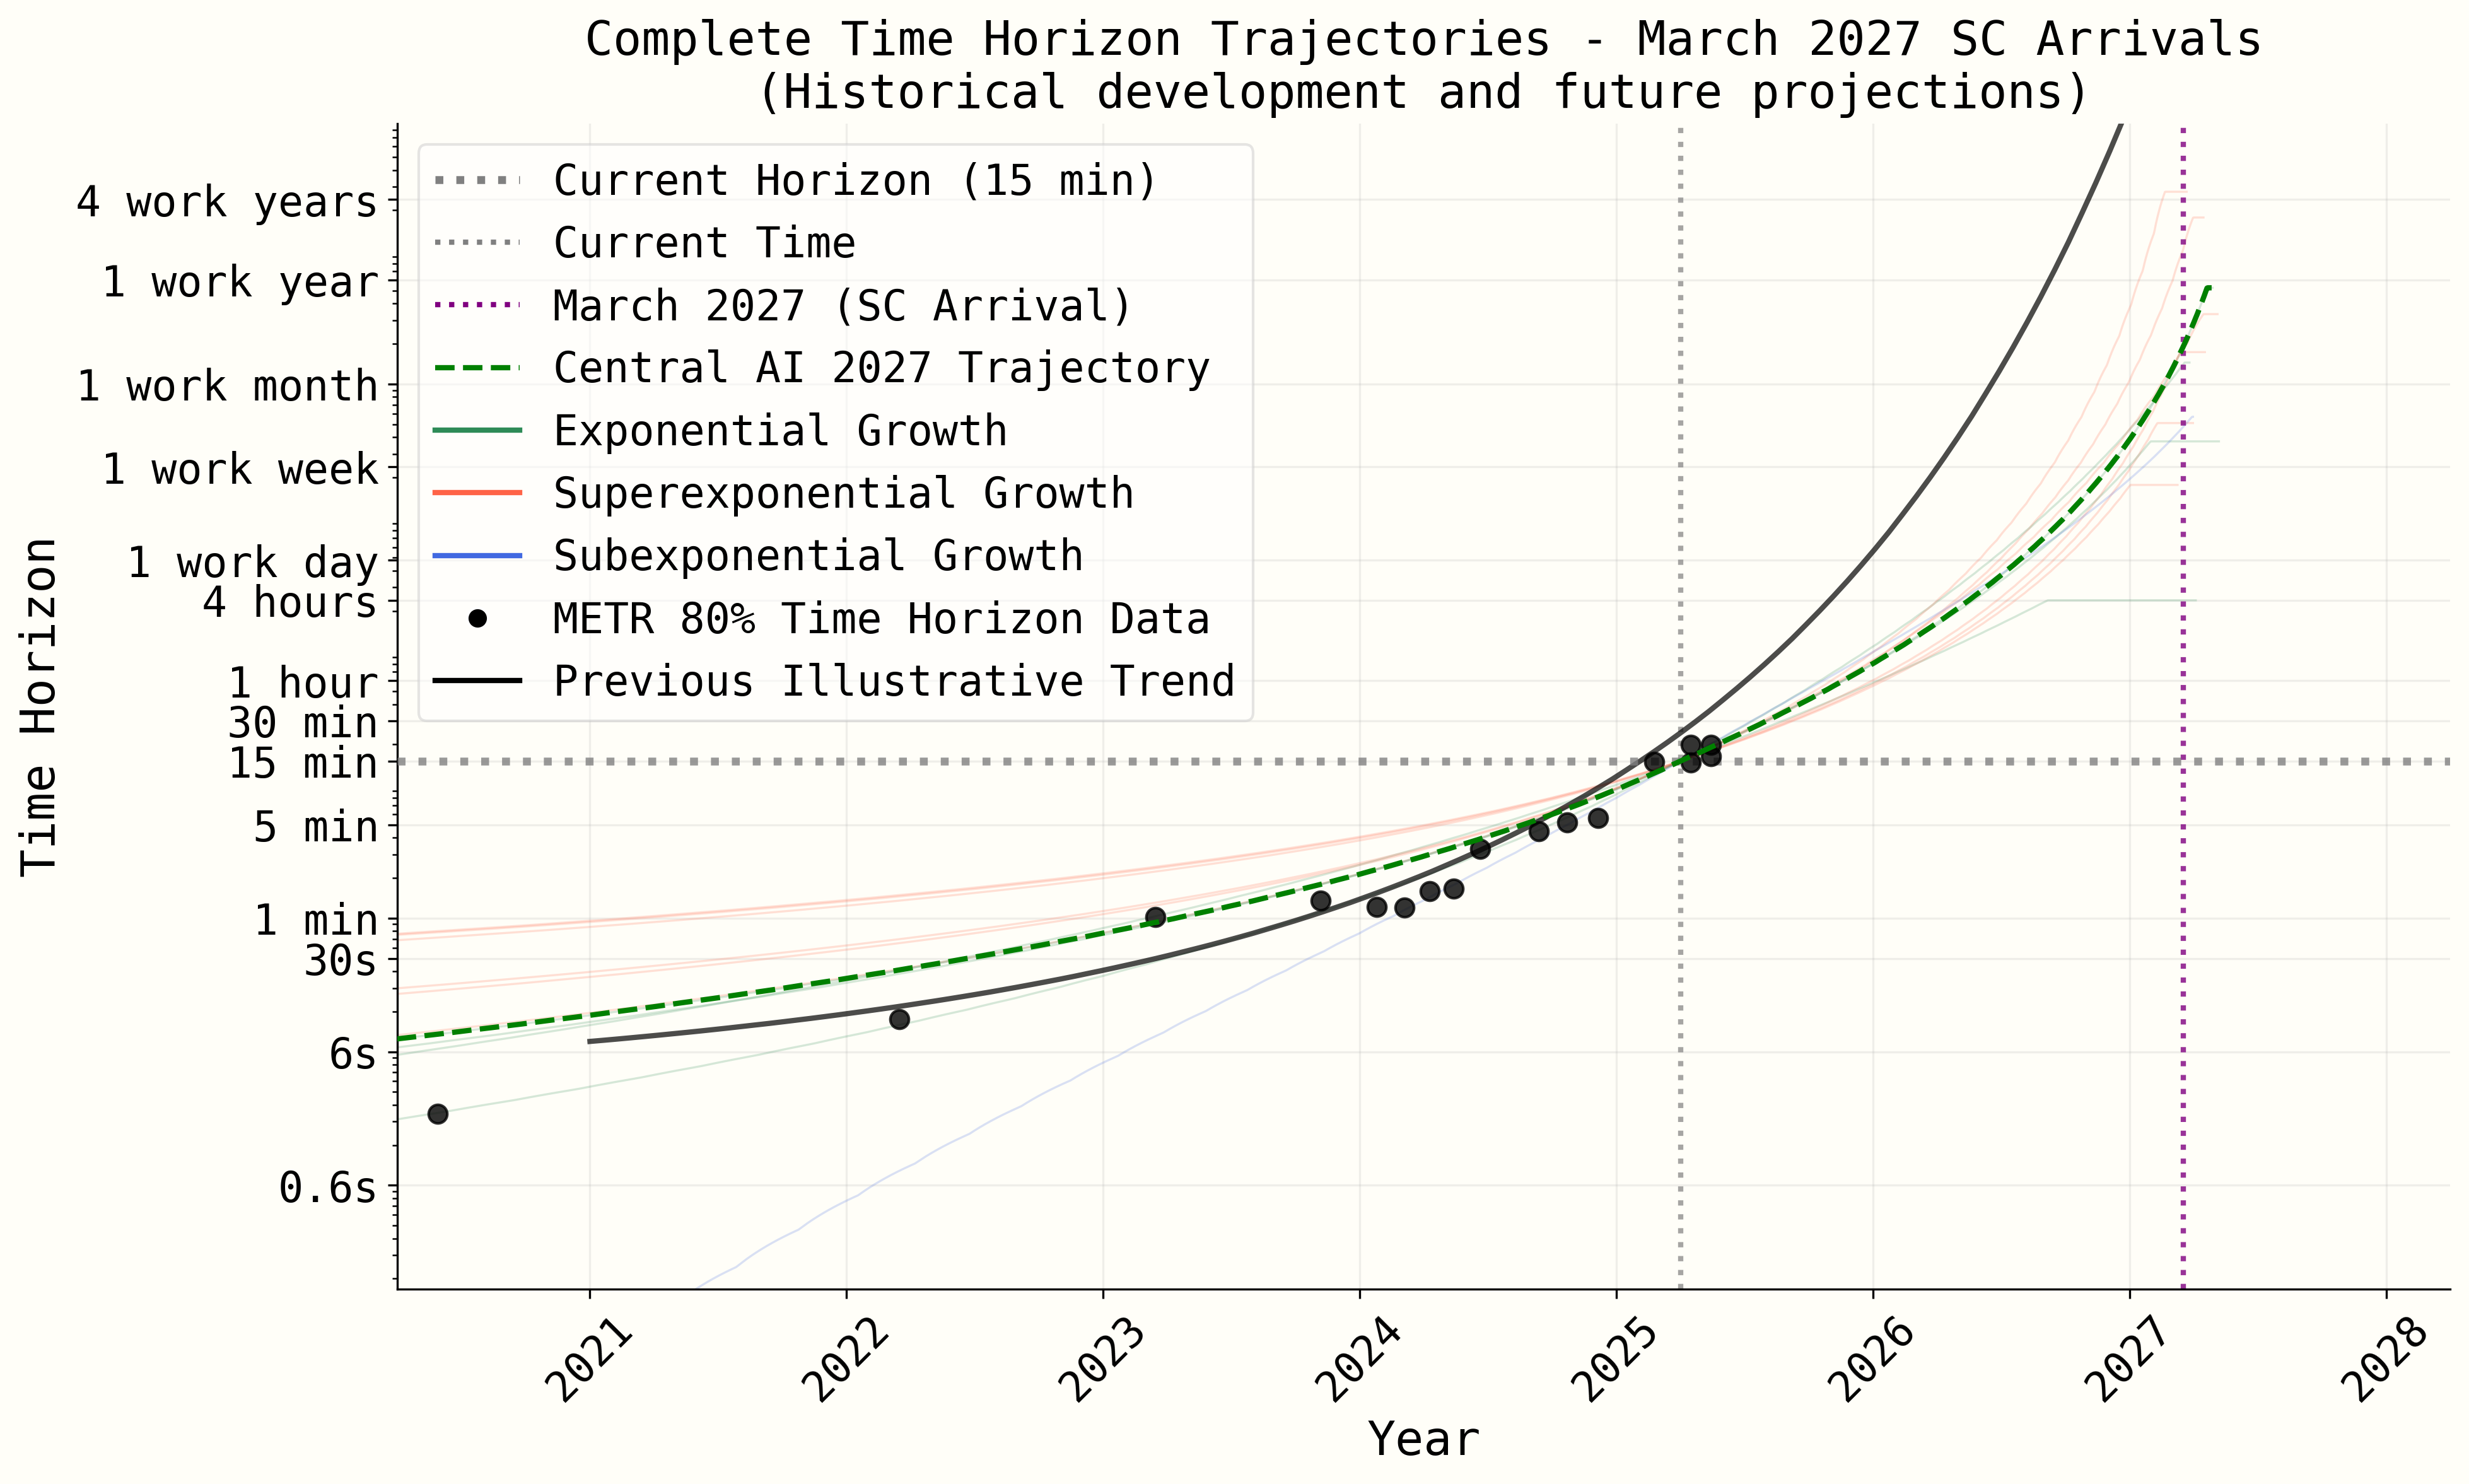 Complete Time Horizon Trajectories - March 2027 SC Arrivals
(Historical development and future projections)
Current Horizon (15 min)
Current Time
March 2027 (SC Arrival)
Central AI 2027 Trajectory
Exponential Growth
Superexponential Growth
Subexponential Growth
METR 80% Time Horizon Data
Previous Illustrative Trend
Time Horizon
4 work years
1 work year
1 work month
1 work week
1 work day
4 hours
1 hour
30 min
15 min
5 min
1 min
30s
6s
0.6s
2021
2022
2023
2024
2025
2026
2027
2028
Year